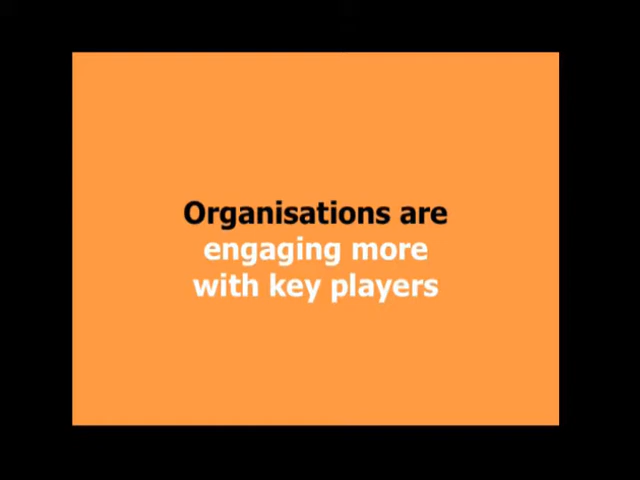 Organisations are
engaging more
with key players